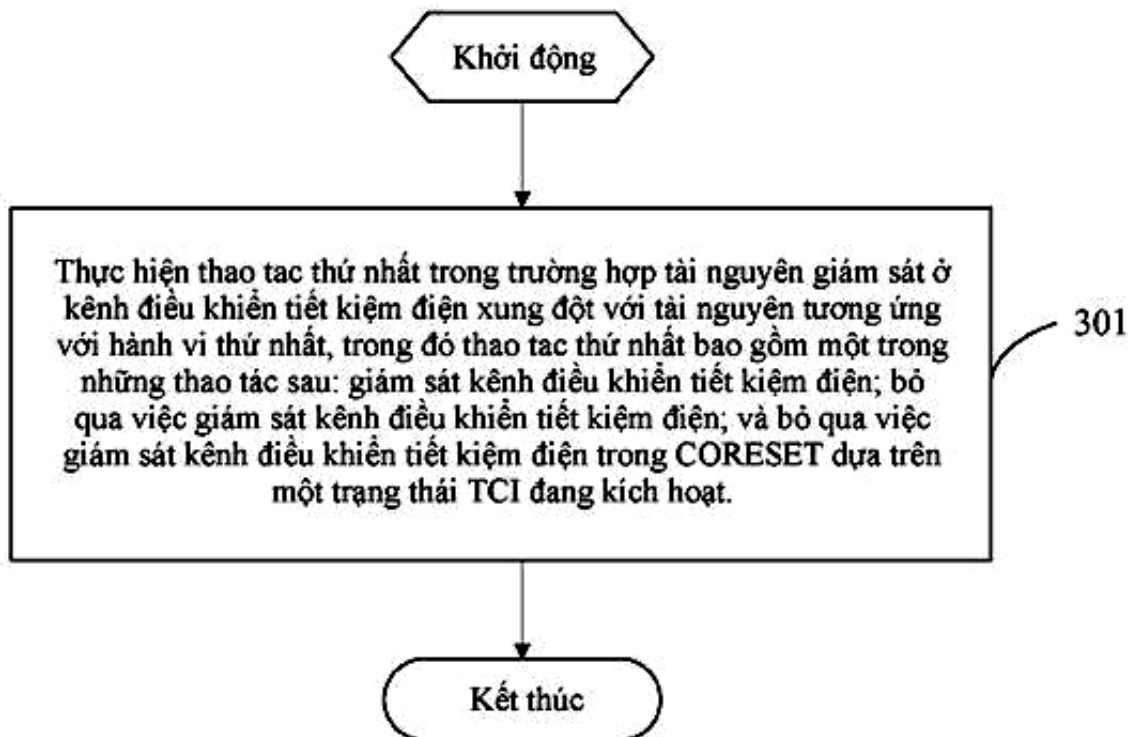 Khởi động
Thực hiện thao tac thứ nhất trong trường hợp tài nguyên giám sát ở
kênh điều khiển tiết kiệm điện xung đột với tài nguyên tương ứng
với hành vi thứ nhất, trong đó thao tac thứ nhất bao gồm một trong
những thao tác sau: giám sát kênh điều khiển tiết kiệm điện; bỏ
qua việc giám sát kênh điều khiển tiết kiệm điện; và bỏ qua việc
giám sát kênh điều khiển tiết kiệm điện trong CORESET dựa trên
một trạng thái TCI đang kích hoạt.
301
Kết thúc